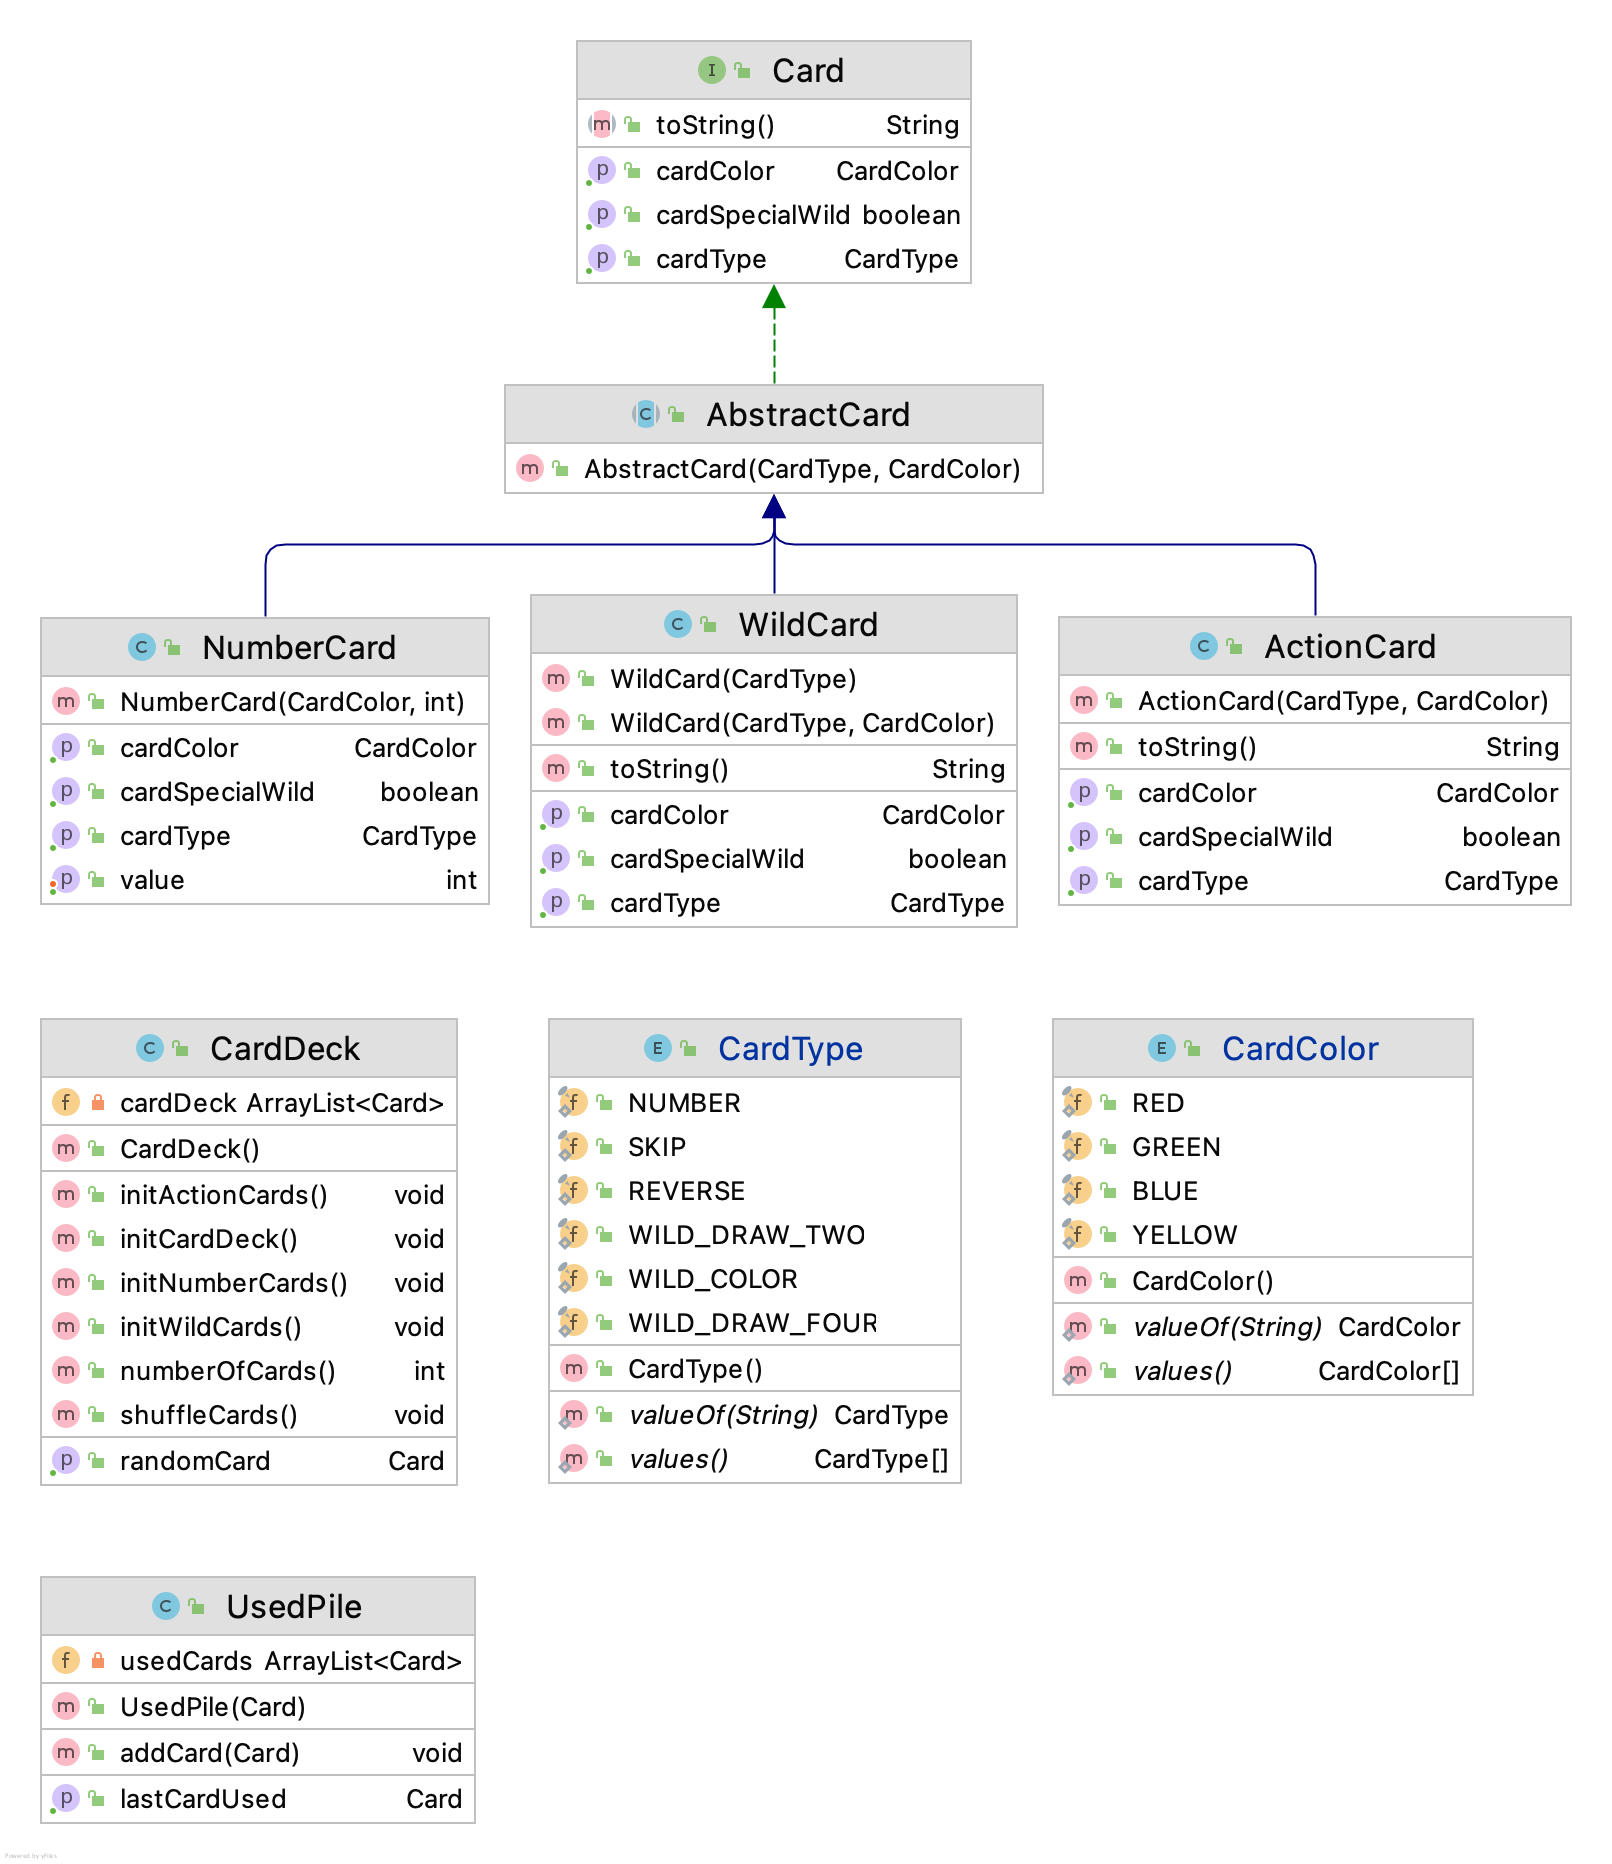 Card
toString() String
cardColor CardColor
cardSpecialWild boolean
cardType CardType
AbstractCard
AbstractCard(CardType, CardColor)
NumberCard
NumberCard(CardColor, int)
cardColor CardColor
cardSpecialWild boolean
cardType CardType
value int
WildCard
WildCard(CardType)
WildCard(CardType, CardColor)
toString() String
cardColor CardColor
cardSpecialWild boolean
cardType CardType
ActionCard
ActionCard(CardType, CardColor)
toString() String
cardColor CardColor
cardSpecialWild boolean
cardType CardType
CardDeck
cardDeck ArrayList<Card>
CardDeck()
initActionCards() void
initCardDeck() void
initNumberCards() void
initWildCards() void
numberOfCards() int
shuffleCards() void
randomCard Card
CardType
NUMBER
SKIP
REVERSE
WILD_DRAW_TWO
WILD_COLOR
WILD_DRAW_FOUR
CardType()
valueOf(String) CardType
values() CardType[]
CardColor
RED
GREEN
BLUE
YELLOW
CardColor()
valueOf(String) CardColor
values() CardColor[]
UsedPile
usedCards ArrayList<Card>
UsedPile(Card)
addCard(Card) void
lastCardUsed Card
Powered by yFiles